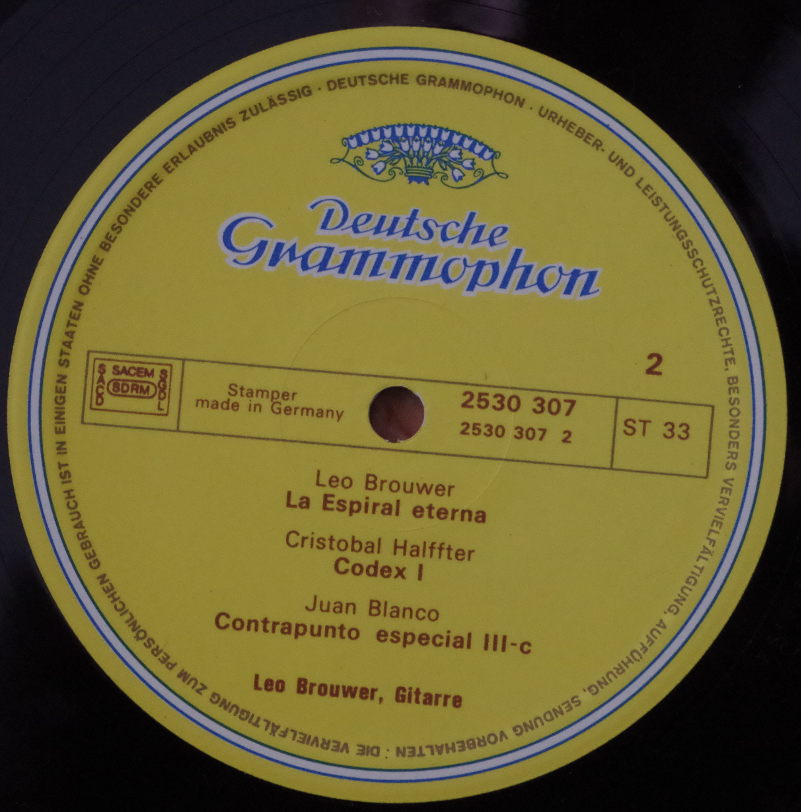 DEUTSCHE GRAMMOPHON · URHEBER- UND LEISTUNGSSCHUTZRECHTE, BESONDERS VERVIELFÄLTIGUNG, AUFFÜHRUNG, SENDUNG VORBEHALTEN : DIE VERVIELFÄLTIGUNG ZUM PERSÖNLICHEN GEBRAUCH IST IN EINIGEN STAATEN OHNE BESONDERE ERLAUBNIS ZULÄSSIG ·
Deutsche
Grammophon
2
SACEM
SACD SDRM SGDL
Stamper
made in Germany
2530 307
2530 307 2
ST 33
Leo Brouwer
La Espiral eterna
Cristobal Halffter
Codex I
Juan Blanco
Contrapunto especial III-c
Leo Brouwer, Gitarre